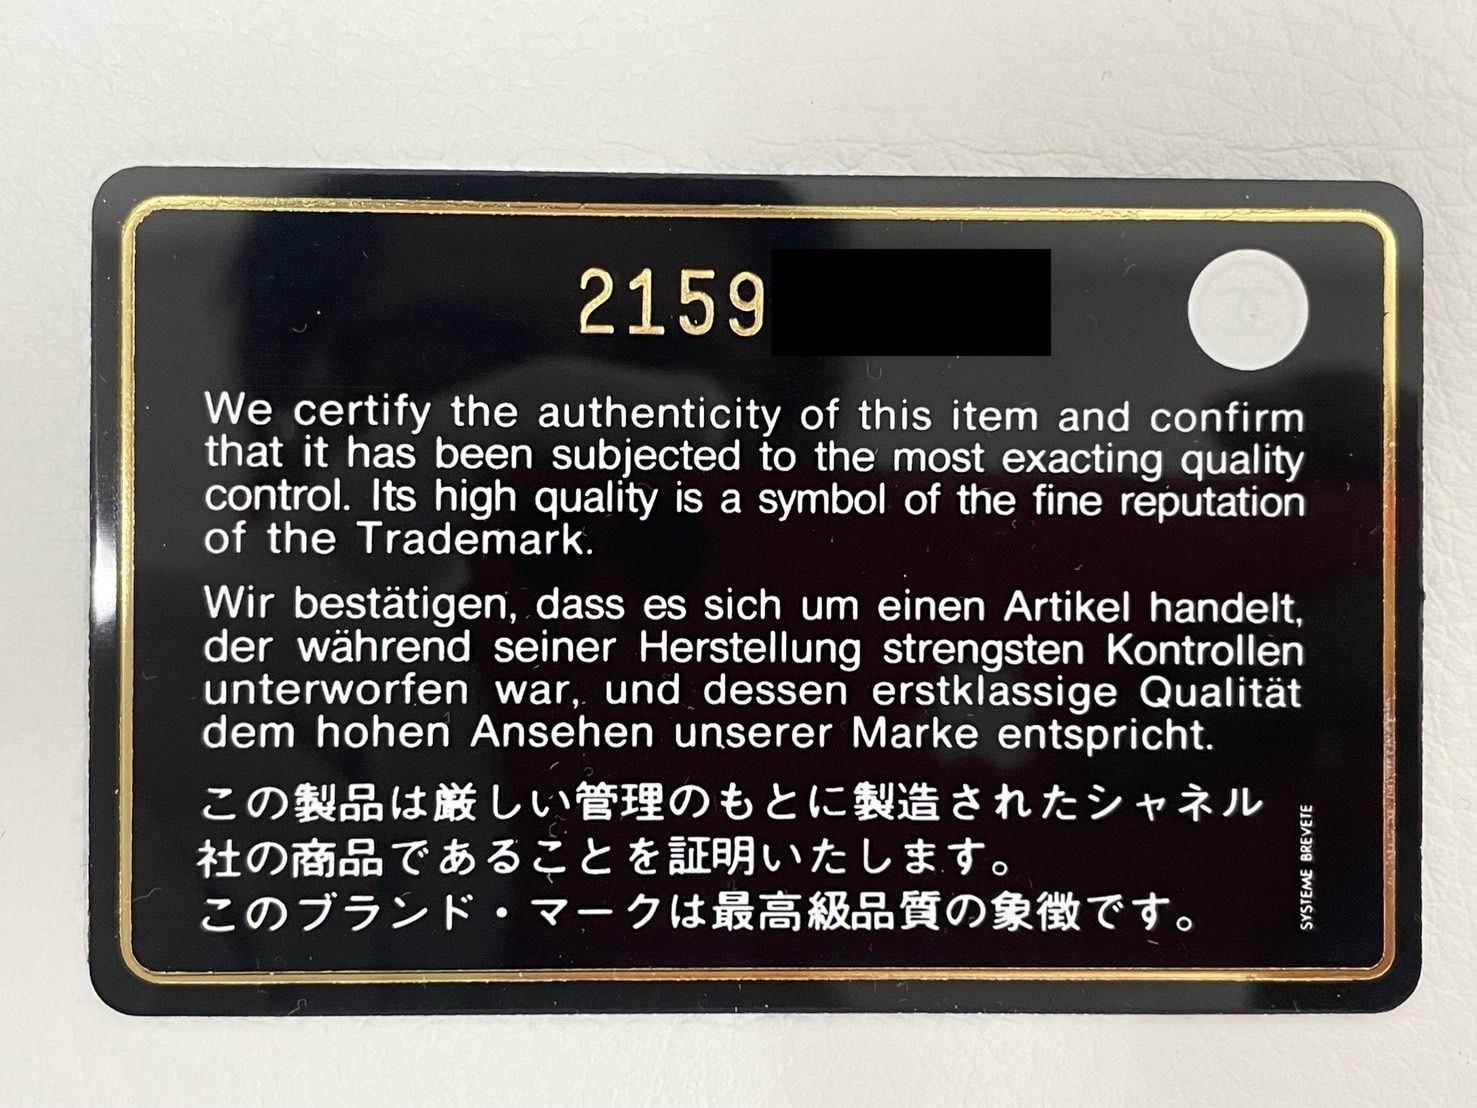 2159
We certify the authenticity of this item and confirm
that it has been subjected to the most exacting quality
control. Its high quality is a symbol of the fine reputation
of the Trademark.
Wir bestätigen, dass es sich um einen Artikel handelt,
der während seiner Herstellung strengsten Kontrollen
unterworfen war, und dessen erstklassige Qualität
dem hohen Ansehen unserer Marke entspricht.
この製品は厳しい管理のもとに製造されたシャネル
社の商品であることを証明いたします。
このブランド・マークは最高級品質の象徴です。
SYSTEME BREVETE